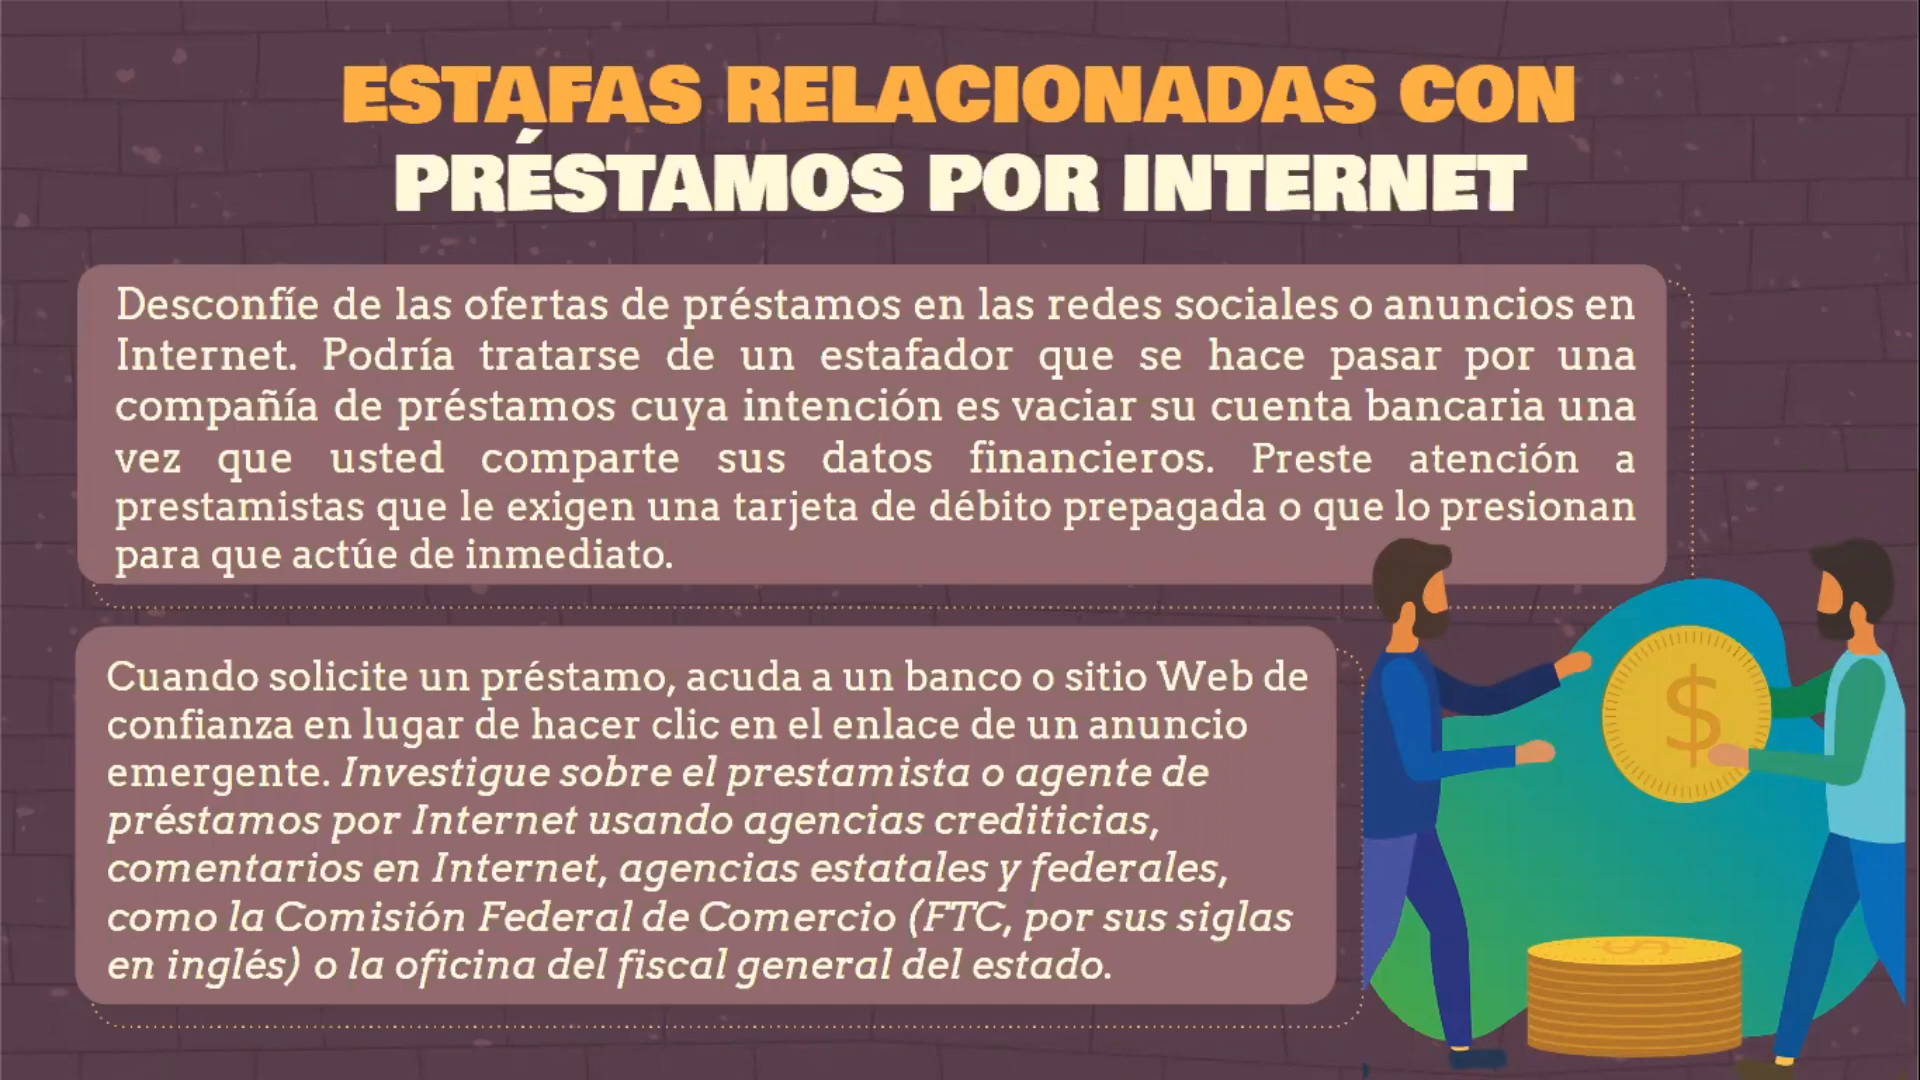 ESTAFAS RELACIONADAS CON
PRÉSTAMOS POR INTERNET
Desconfíe de las ofertas de préstamos en las redes sociales o anuncios en
Internet. Podría tratarse de un estafador que se hace pasar por una
compañía de préstamos cuya intención es vaciar su cuenta bancaria una
vez que usted comparte sus datos financieros. Preste atención a
prestamistas que le exigen una tarjeta de débito prepagada o que lo presionan
para que actúe de inmediato.
Cuando solicite un préstamo, acuda a un banco o sitio Web de
confianza en lugar de hacer clic en el enlace de un anuncio
emergente. Investigue sobre el prestamista o agente de
préstamos por Internet usando agencias crediticias,
comentarios en Internet, agencias estatales y federales,
como la Comisión Federal de Comercio (FTC, por sus siglas
en inglés) o la oficina del fiscal general del estado.
$
$